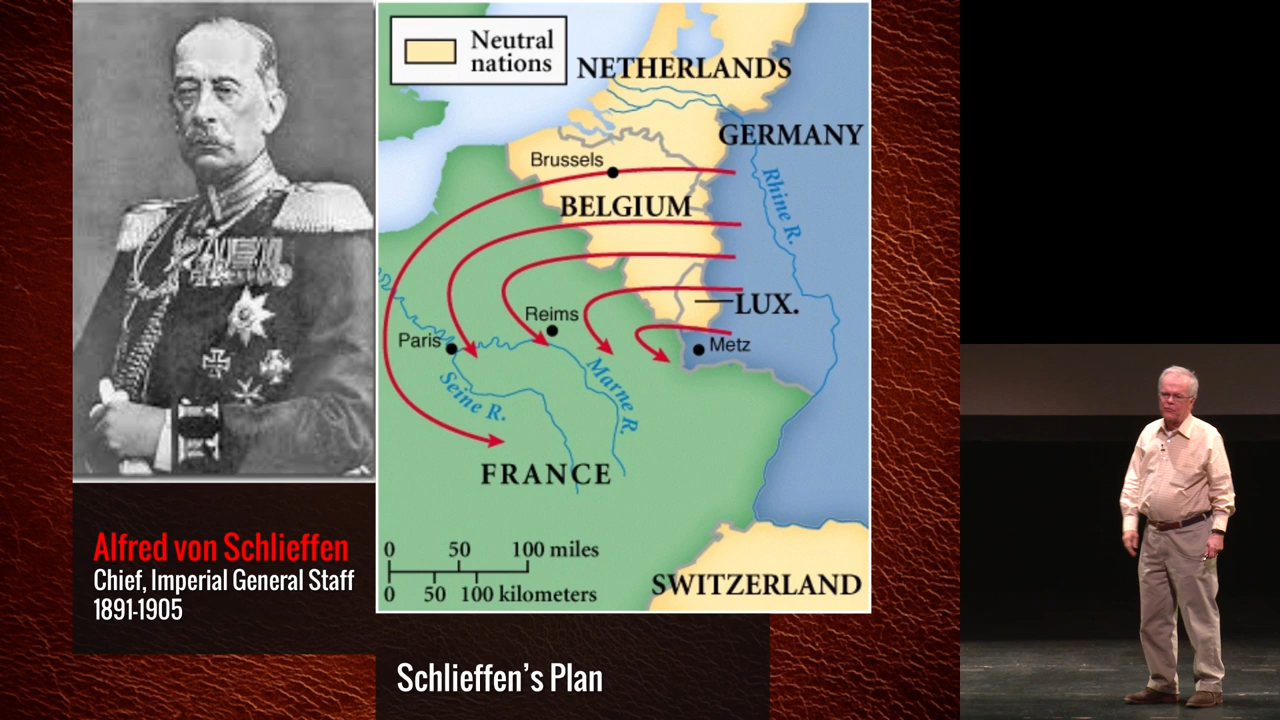 Alfred von Schlieffen
Chief, Imperial General Staff
1891-1905
Neutral
nations
NETHERLANDS
GERMANY
Brussels
Rhine R.
BELGIUM
LUX.
Reims
Paris
Metz
Seine R.
Marne R.
FRANCE
0 50 100 miles
0 50 100 kilometers
SWITZERLAND
Schlieffen’s Plan